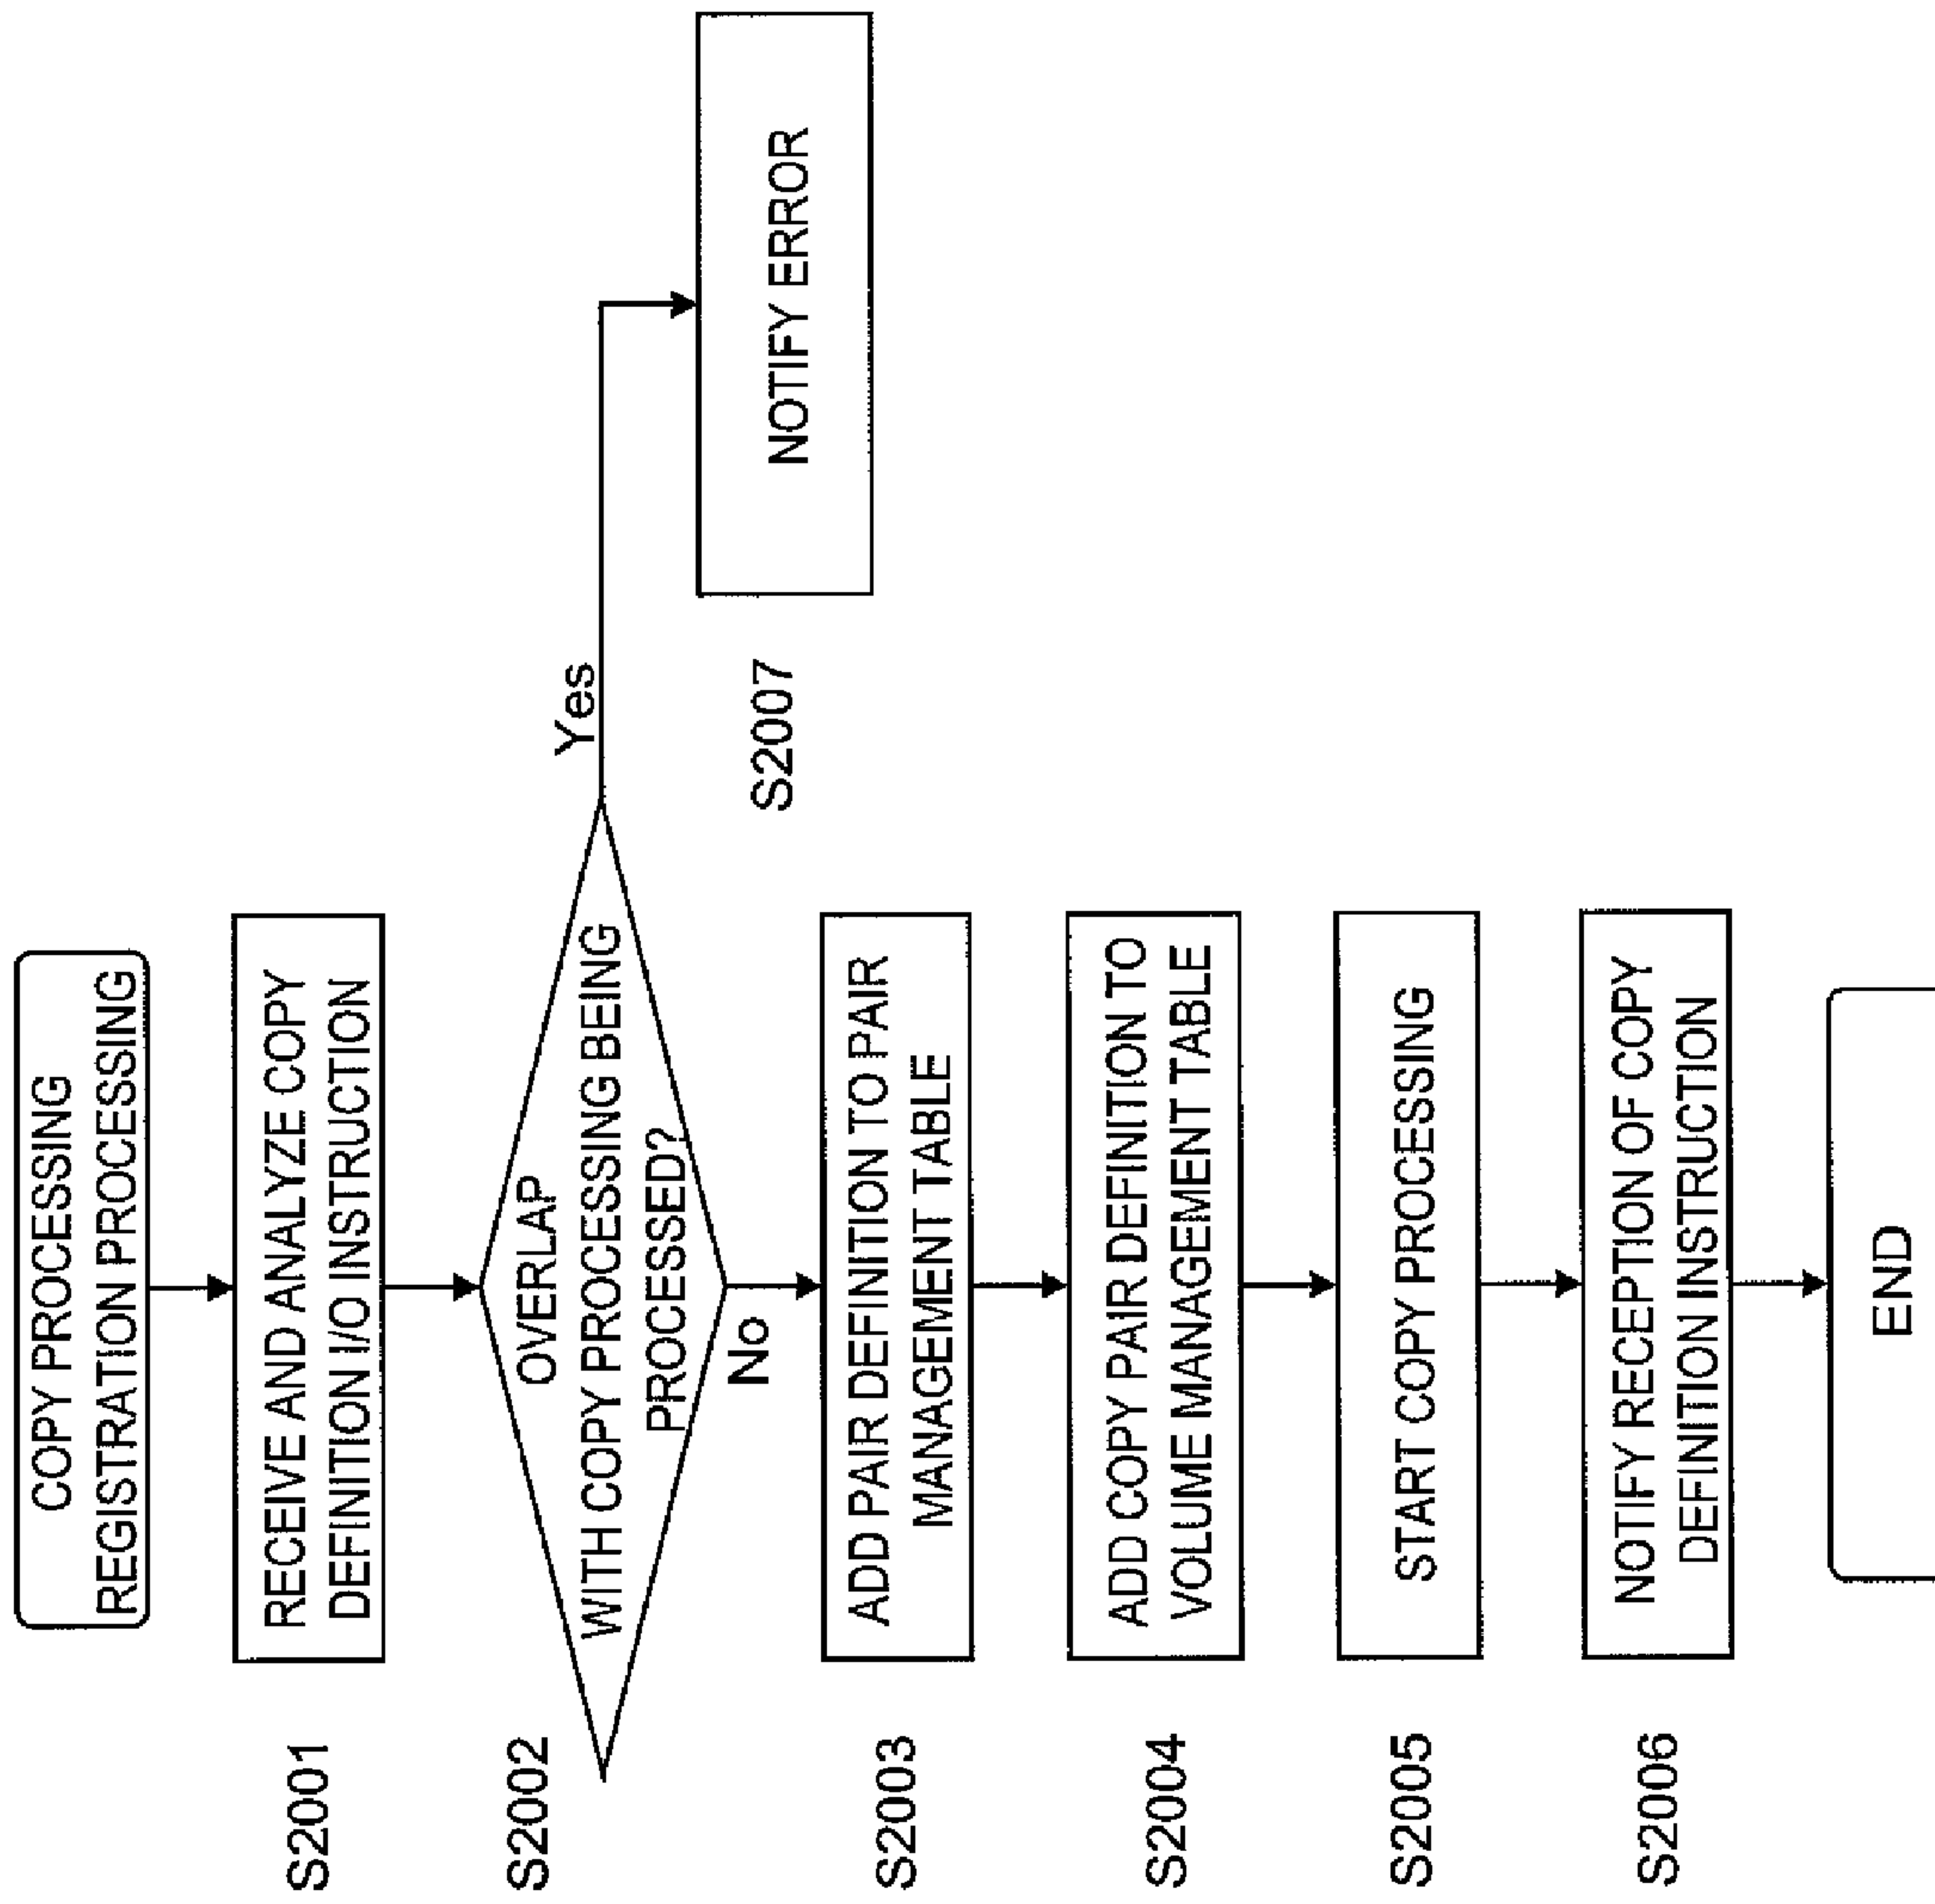 COPY PROCESSING
REGISTRATION PROCESSING
S2001
RECEIVE AND ANALYZE COPY
DEFINITION I/O INSTRUCTION
S2002
OVERLAP
WITH COPY PROCESSING BEING
PROCESSED?
Yes
No
S2007
NOTIFY ERROR
S2003
ADD PAIR DEFINITION TO PAIR
MANAGEMENT TABLE
S2004
ADD COPY PAIR DEFINITION TO
VOLUME MANAGEMENT TABLE
S2005
START COPY PROCESSING
S2006
NOTIFY RECEPTION OF COPY
DEFINITION INSTRUCTION
END